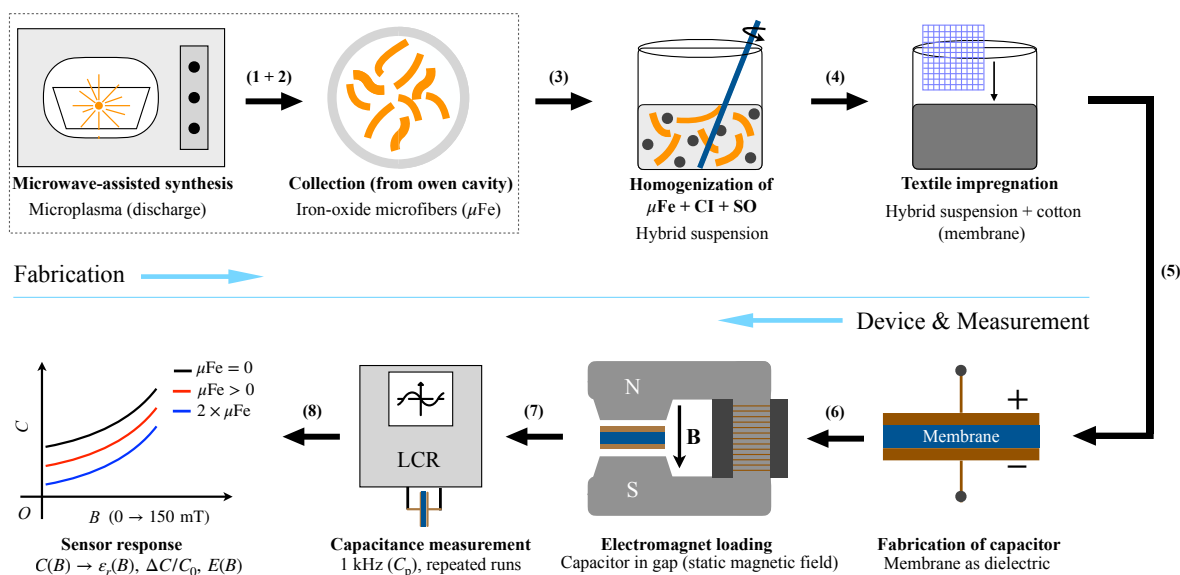 (1 + 2)
(3)
(4)
Microwave-assisted synthesis
Microplasma (discharge)
Collection (from owen cavity)
Iron-oxide microfibers (μFe)
Homogenization of
μFe + CI + SO
Hybrid suspension
Textile impregnation
Hybrid suspension + cotton
(membrane)
(5)
Fabrication
Device & Measurement
C
μFe = 0
μFe > 0
2 × μFe
O
B (0 → 150 mT)
(8)
LCR
(7)
N
B
S
(6)
+
Membrane
−
Sensor response
C(B) → εr(B), ΔC/C0, E(B)
Capacitance measurement
1 kHz (Cp), repeated runs
Electromagnet loading
Capacitor in gap (static magnetic field)
Fabrication of capacitor
Membrane as dielectric